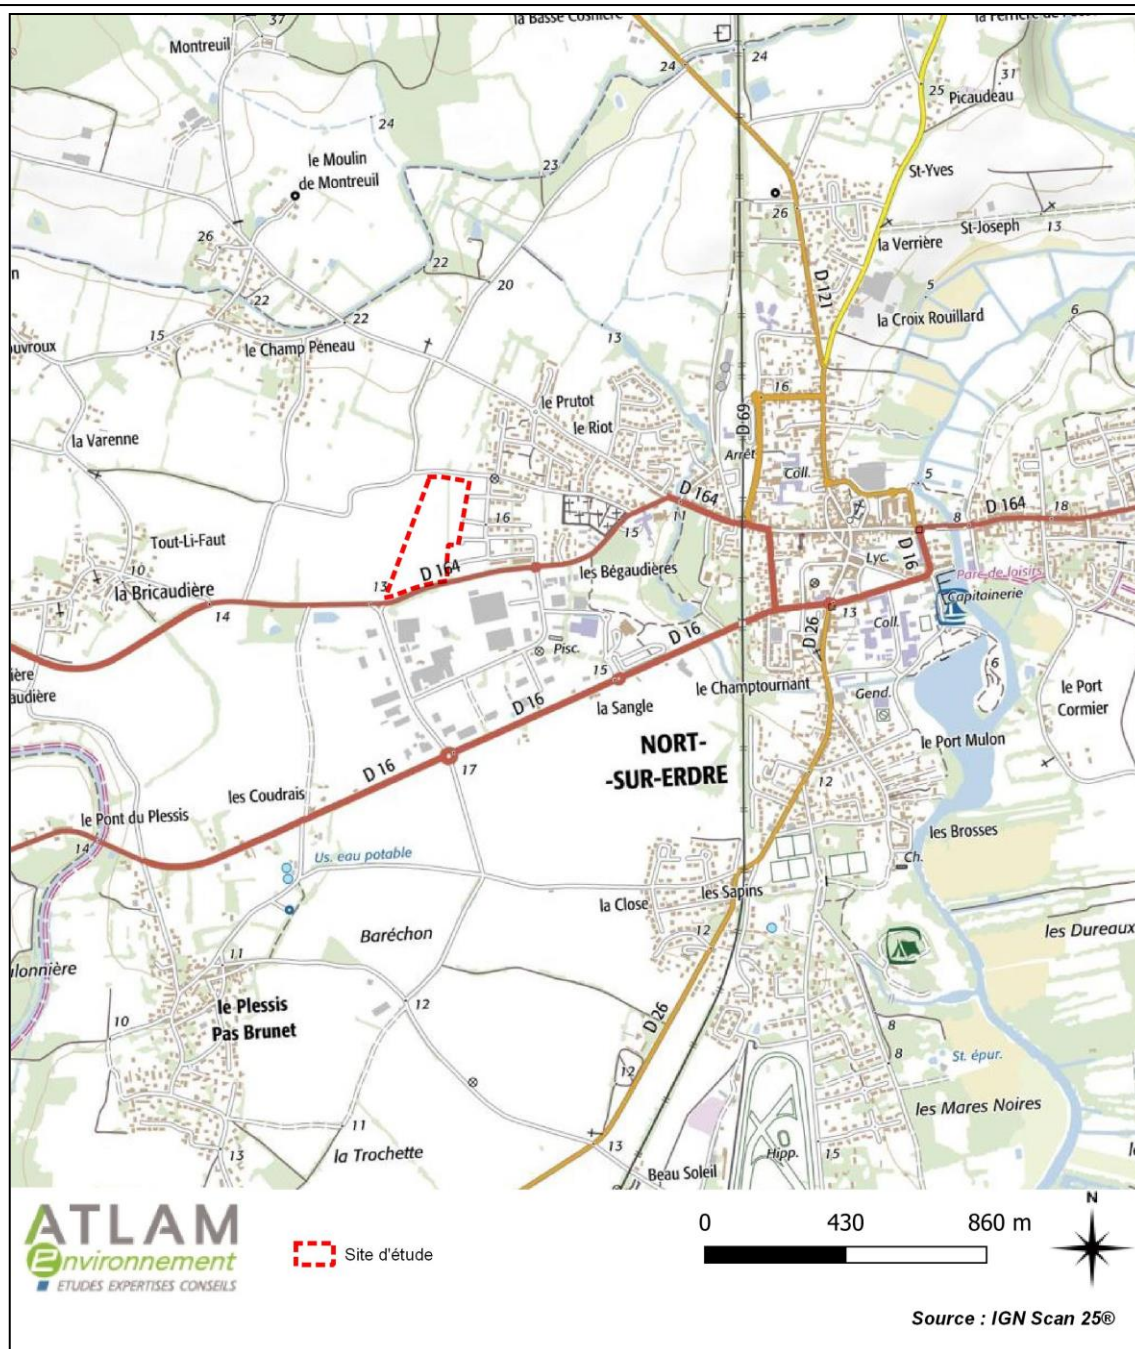 la Basse Cosnière
37
Montreuil
24
24
25
31
Picaudeau
24
le Moulin
de Montreuil
23
St-Yves
26
26
St-Joseph
13
la Verrière
22
20
D 121
5
22
22
la Croix Rouillard
6
15
13
le Champ Péneau
le Prutot
16
la Varenne
le Riot
D 69
Arrêt
Coll.
5
D 164
16
11
8
D 164
18
Tout-Li-Faut
15
10
Lyc.
D 16
les Bégaudières
Parc de loisirs
la Bricaudière
13
D 164
Capitainerie
14
13
Coll.
D 16
D 26
Pisc.
15
6
le Champtournant
Gend.
le Port
Cormier
D 16
la Sangle
NORT-
-SUR-ERDRE
le Port Mulon
17
D 16
12
les Coudrais
le Pont du Plessis
les Brosses
14
Us. eau potable
Ch.
les Sapins
la Close
Baréchon
12
les Dureaux
11
le Plessis
Pas Brunet
12
D 26
10
8
8
St. épur.
12
les Mares Noires
11
13
la Trochette
13
Beau Soleil
Hipp.
15
ATLAM
Environnement
ETUDES EXPERTISES CONSEILS
Site d'étude
0 430 860 m
N
Source : IGN Scan 25®